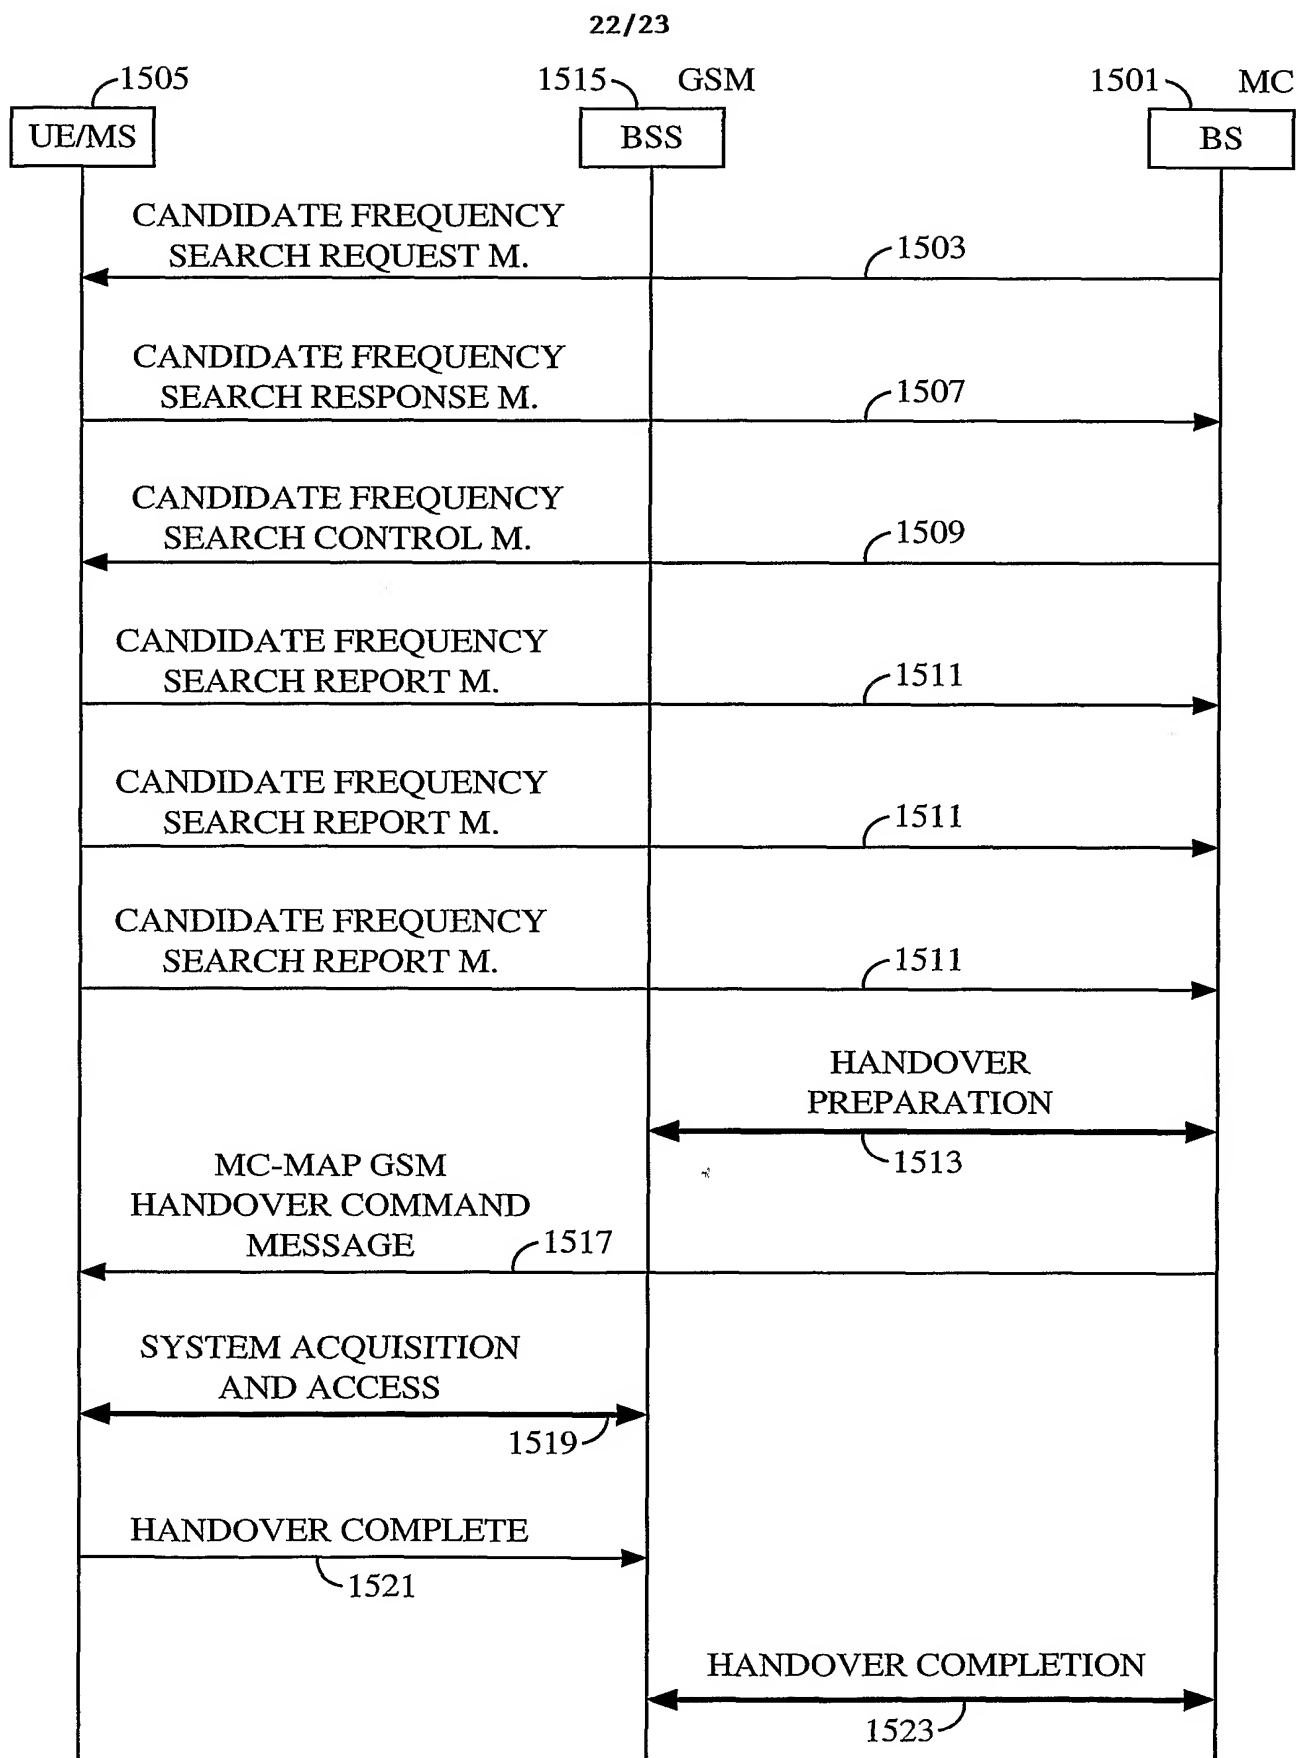 22/23
1505
1515
GSM
1501
MC
UE/MS
BSS
BS
CANDIDATE FREQUENCY
SEARCH REQUEST M.
1503
CANDIDATE FREQUENCY
SEARCH RESPONSE M.
1507
CANDIDATE FREQUENCY
SEARCH CONTROL M.
1509
CANDIDATE FREQUENCY
SEARCH REPORT M.
1511
CANDIDATE FREQUENCY
SEARCH REPORT M.
1511
CANDIDATE FREQUENCY
SEARCH REPORT M.
1511
HANDOVER
PREPARATION
1513
MC-MAP GSM
HANDOVER COMMAND
MESSAGE
1517
SYSTEM ACQUISITION
AND ACCESS
1519
HANDOVER COMPLETE
1521
HANDOVER COMPLETION
1523